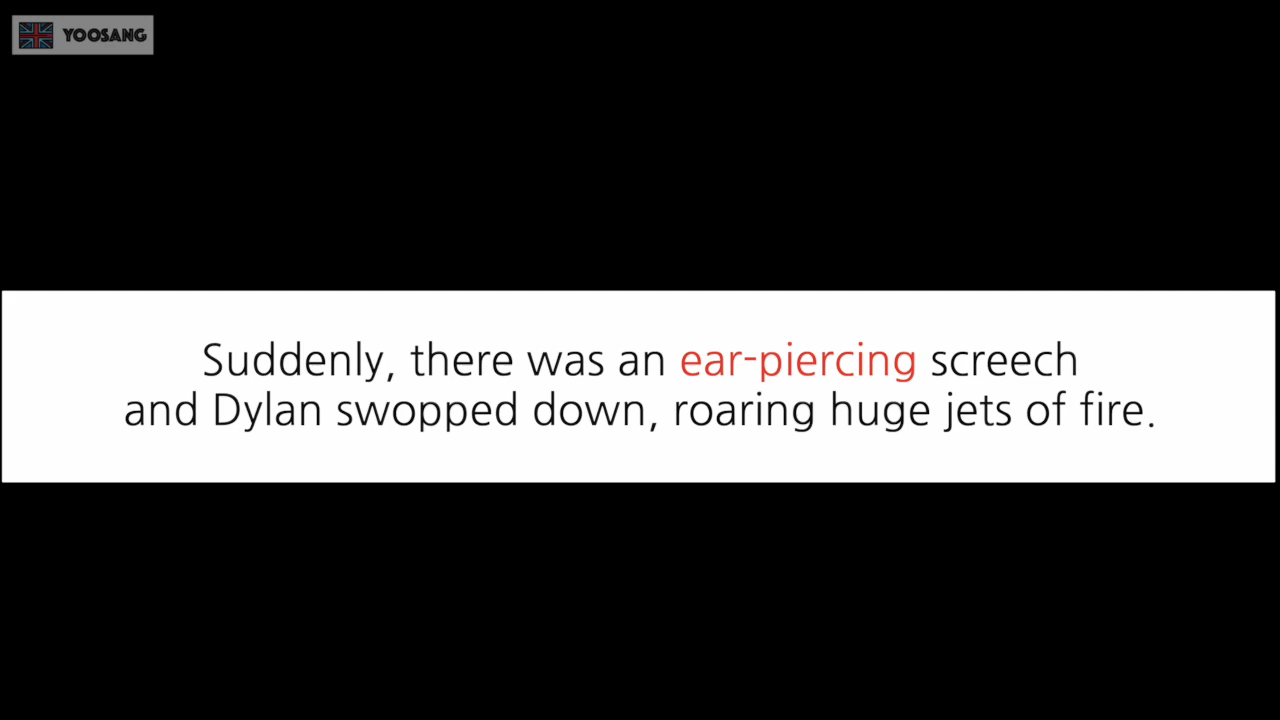 YOOSANG
Suddenly, there was an ear-piercing screech
and Dylan swopped down, roaring huge jets of fire.